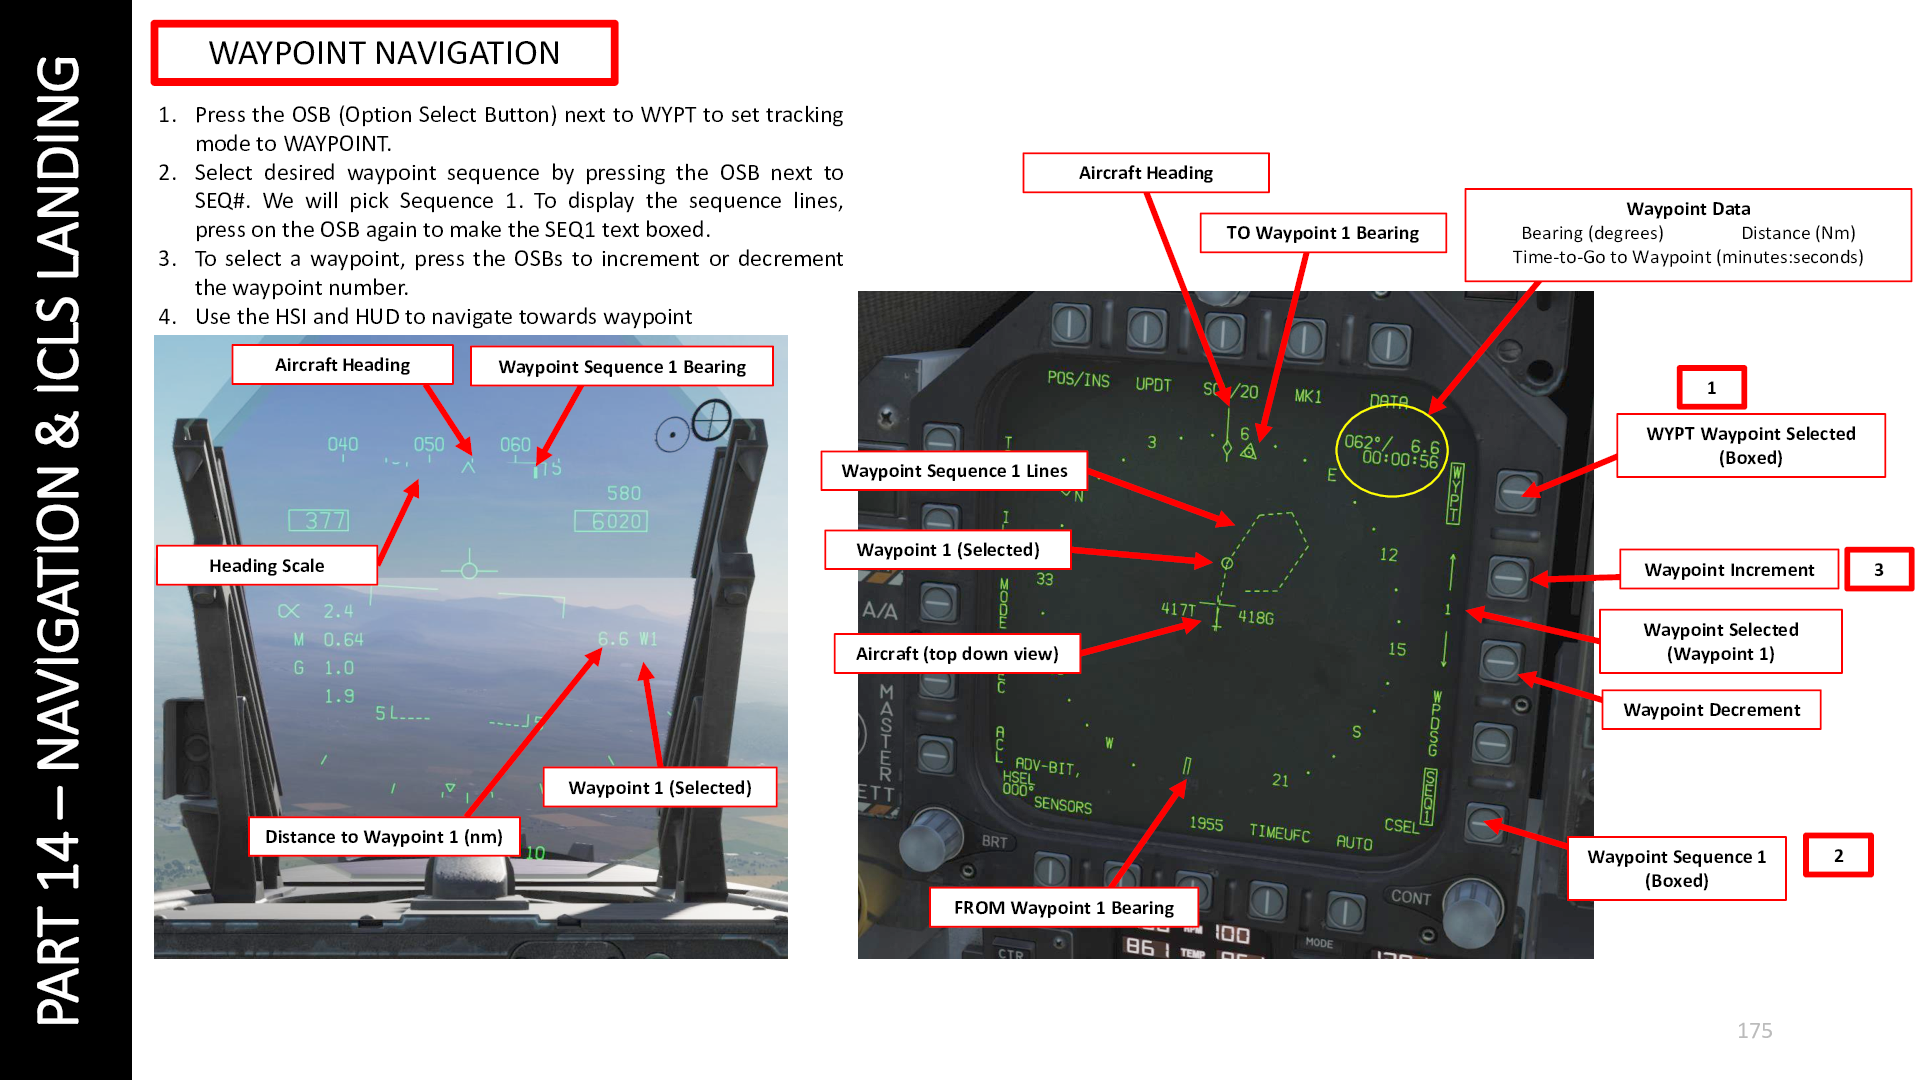 PART 14 – NAVIGATION & ICLS LANDING
WAYPOINT NAVIGATION
1. Press the OSB (Option Select Button) next to WYPT to set tracking
mode to WAYPOINT.
2. Select desired waypoint sequence by pressing the OSB next to
SEQ#. We will pick Sequence 1. To display the sequence lines,
press on the OSB again to make the SEQ1 text boxed.
3. To select a waypoint, press the OSBs to increment or decrement
the waypoint number.
4. Use the HSI and HUD to navigate towards waypoint
Aircraft Heading
Waypoint Sequence 1 Bearing
040 050 060
580
377
6020
Heading Scale
α 2.4
M 0.64
G 1.0
1.9
6.6 W1
5
5
Waypoint 1 (Selected)
Distance to Waypoint 1 (nm)
10
Aircraft Heading
TO Waypoint 1 Bearing
Waypoint Data
Bearing (degrees) Distance (Nm)
Time-to-Go to Waypoint (minutes:seconds)
POS/INS UPDT /20 MK1 DATA
3 6
062°/ 6.6
00:00:56
E
N
WYPT
Waypoint Sequence 1 Lines
Waypoint 1 (Selected)
12
33
MODE
A/A
417T 418G
1
15
Aircraft (top down view)
MASTER
WPDSG
S
W
ACL
ADV-BIT,
HSEL
000°
SENSORS
21
SEQ1
1955 TIMEUFC AUTO CSEL
BRT
CONT
FROM Waypoint 1 Bearing
CTR
100
861 TEMP
MODE
1
WYPT Waypoint Selected
(Boxed)
Waypoint Increment
3
Waypoint Selected
(Waypoint 1)
Waypoint Decrement
Waypoint Sequence 1
(Boxed)
2
175